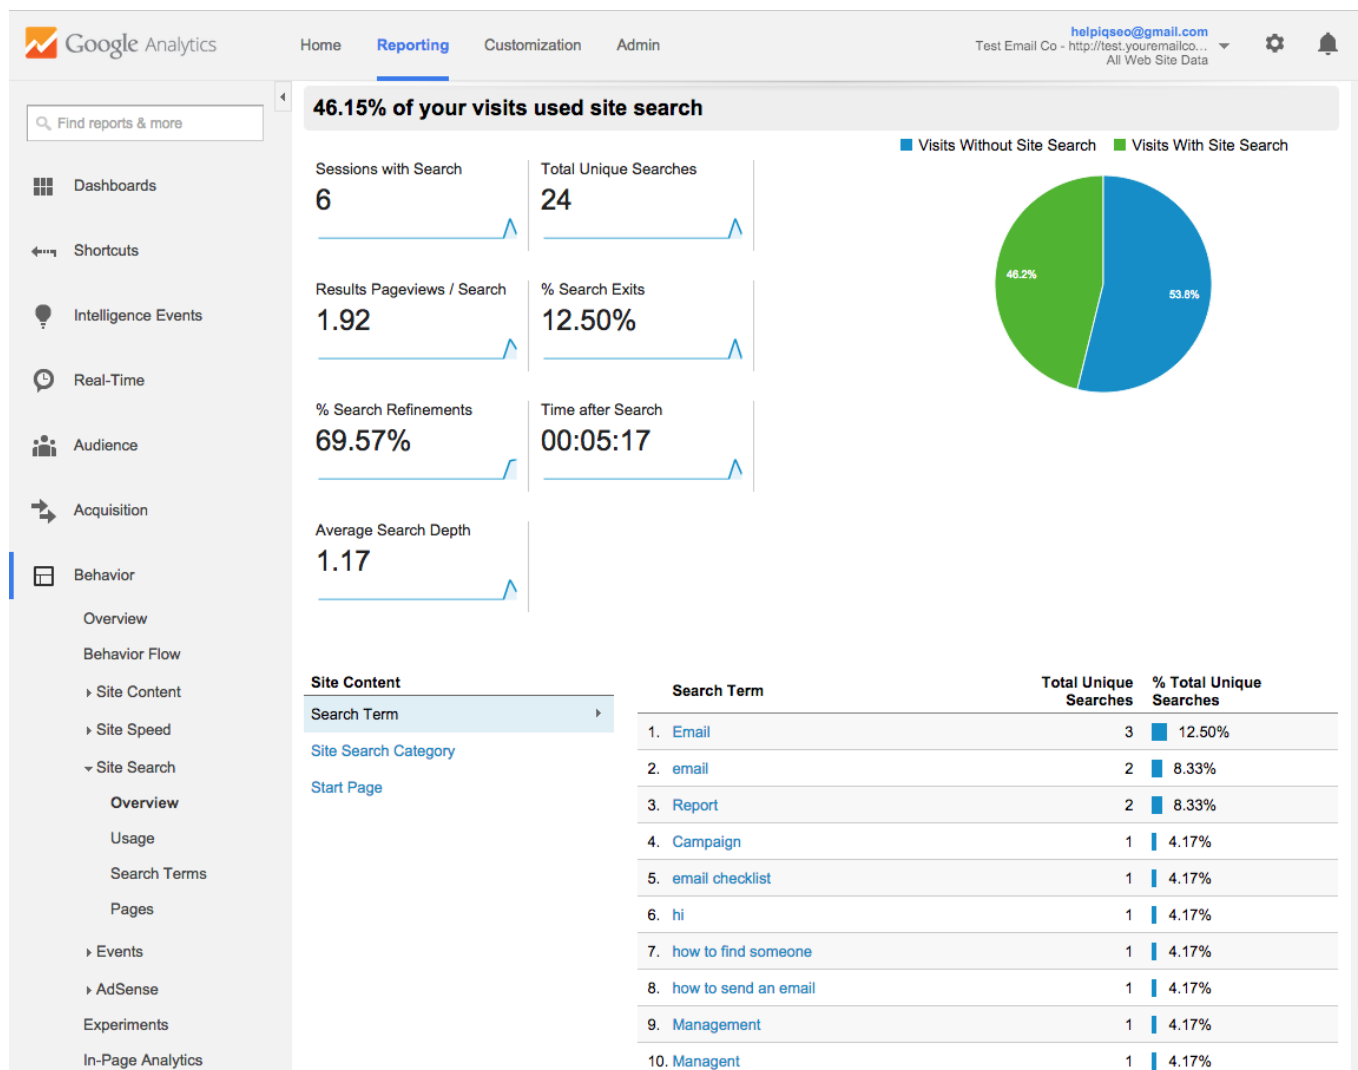 Google Analytics
Home Reporting Customization Admin
helpiqseo@gmail.com
Test Email Co - http://test.youremailco...
All Web Site Data
Find reports & more
Dashboards
Shortcuts
Intelligence Events
Real-Time
Audience
Acquisition
Behavior
Overview
Behavior Flow
Site Content
Site Speed
Site Search
Overview
Usage
Search Terms
Pages
Events
AdSense
Experiments
In-Page Analytics
46.15% of your visits used site search
Visits Without Site Search Visits With Site Search
Sessions with Search
6
Total Unique Searches
24
Results Pageviews / Search
1.92
% Search Exits
12.50%
% Search Refinements
69.57%
Time after Search
00:05:17
Average Search Depth
1.17
46.2%
53.8%
Site Content
Search Term
Site Search Category
Start Page
Search Term Total Unique Searches % Total Unique Searches
1. Email 3 12.50%
2. email 2 8.33%
3. Report 2 8.33%
4. Campaign 1 4.17%
5. email checklist 1 4.17%
6. hi 1 4.17%
7. how to find someone 1 4.17%
8. how to send an email 1 4.17%
9. Management 1 4.17%
10. Managent 1 4.17%